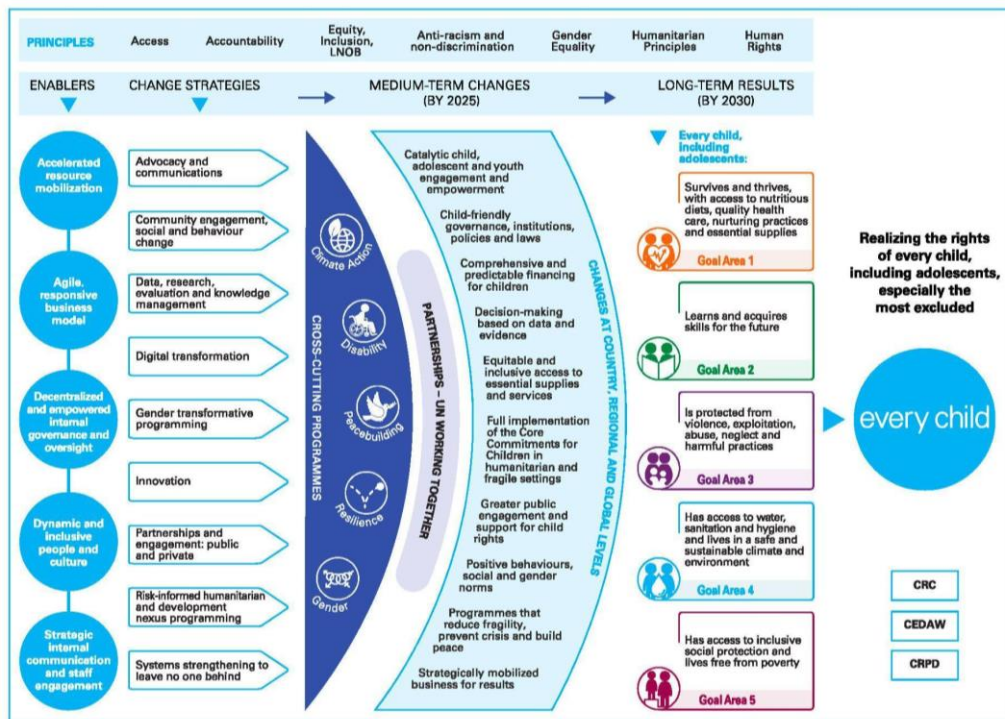 PRINCIPLES
Access
Accountability
Equity,
Inclusion,
LNOB
Anti-racism and
non-discrimination
Gender
Equality
Humanitarian
Principles
Human
Rights
ENABLERS
CHANGE STRATEGIES
MEDIUM-TERM CHANGES
(BY 2025)
LONG-TERM RESULTS
(BY 2030)
Accelerated
resource
mobilization
Agile,
responsive
business
model
Decentralized
and empowered
internal
governance and
oversight
Dynamic and
inclusive
people and
culture
Strategic
internal
communication
and staff
engagement
Advocacy and
communications
Community engagement,
social and behaviour
change
Data, research,
evaluation and knowledge
management
Digital transformation
Gender transformative
programming
Innovation
Partnerships and
engagement: public
and private
Risk-informed humanitarian
and development
nexus programming
Systems strengthening to
leave no one behind
CROSS-CUTTING PROGRAMMES
Climate Action
Disability
Peacebuilding
Resilience
Gender
PARTNERSHIPS – UN WORKING TOGETHER
Catalytic child,
adolescent and youth
engagement and
empowerment
Child-friendly
governance, institutions,
policies and laws
Comprehensive and
predictable financing
for children
Decision-making
based on data and
evidence
Equitable and
inclusive access to
essential supplies
and services
Full implementation
of the Core
Commitments for
Children in
humanitarian and
fragile settings
Greater public
engagement and
support for child
rights
Positive behaviours,
social and gender
norms
Programmes that
reduce fragility,
prevent crisis and build
peace
Strategically mobilized
business for results
CHANGES AT COUNTRY, REGIONAL AND GLOBAL LEVELS
Every child,
including
adolescents:
Survives and thrives,
with access to nutritious
diets, quality health
care, nurturing practices
and essential supplies
Goal Area 1
Learns and acquires
skills for the future
Goal Area 2
Is protected from
violence, exploitation,
abuse, neglect and
harmful practices
Goal Area 3
Has access to water,
sanitation and hygiene
and lives in a safe and
sustainable climate and
environment
Goal Area 4
Has access to inclusive
social protection and
lives free from poverty
Goal Area 5
Realizing the rights
of every child,
including adolescents,
especially the
most excluded
every child
CRC
CEDAW
CRPD